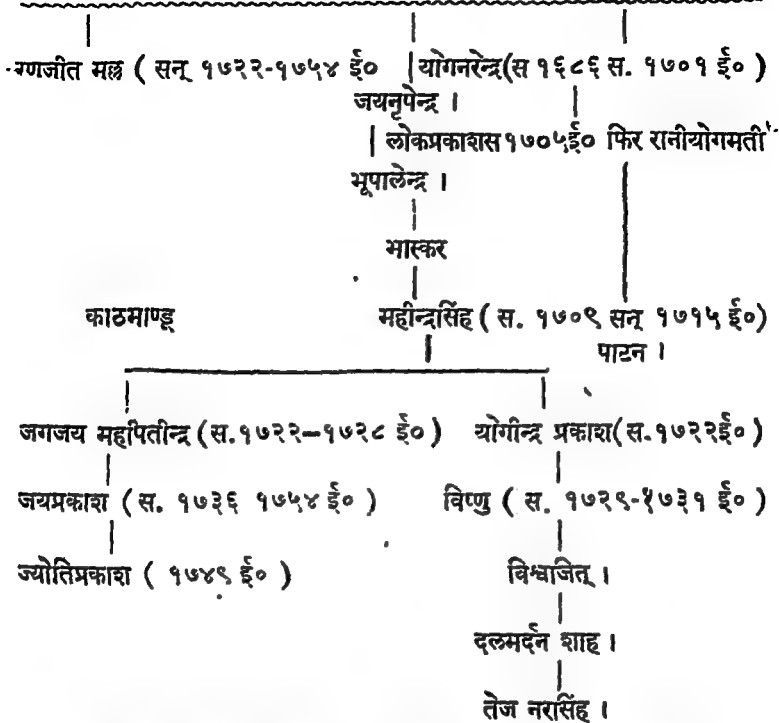 रणजीत मल्ल ( सन् १७२२-१७५४ ई० योगनरेन्द्र(स १६८६ स. १७०१ ई० )
जयनृपेन्द्र ।
लोकप्रकाशस१७०५ई० फिर रानीयोगमती
भूपालेन्द्र ।
भास्कर
काठमाण्डू महीन्द्रसिंह ( स. १७०९ सन् १७१५ ई०)
पाटन ।
जगजय महीपतीन्द्र (स.१७२२–१७२८ ई० ) योगीन्द्र प्रकाश(स.१७२२ई० )
जयप्रकाश (स. १७३६ १७५४ ई० ) विष्णु ( स. १७२९-१७३१ ई० )
ज्योतिप्रकाश ( १७४९ ई० ) विश्वजित् ।
दलमर्दन शाह ।
तेज नरसिंह ।